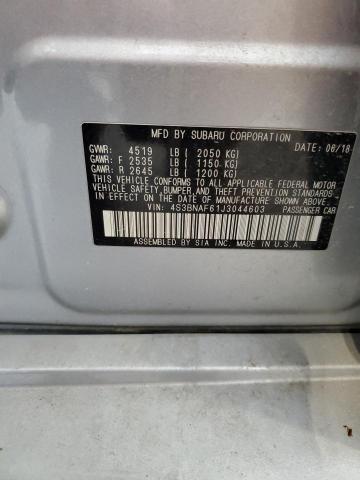 MFD BY SUBARU CORPORATION
GVWR: 4519 LB ( 2050 KG) DATE: 06/18
GAWR: F 2535 LB ( 1150 KG)
GAWR: R 2645 LB ( 1200 KG)
THIS VEHICLE CONFORMS TO ALL APPLICABLE FEDERAL MOTOR
VEHICLE SAFETY, BUMPER, AND THEFT PREVENTION STANDARDS
IN EFFECT ON THE DATE OF MANUFACTURE SHOWN ABOVE.
VIN: 4S3BNAF61J3044603 PASSENGER CAR
ASSEMBLED BY SIA INC. MADE IN U.S.A.